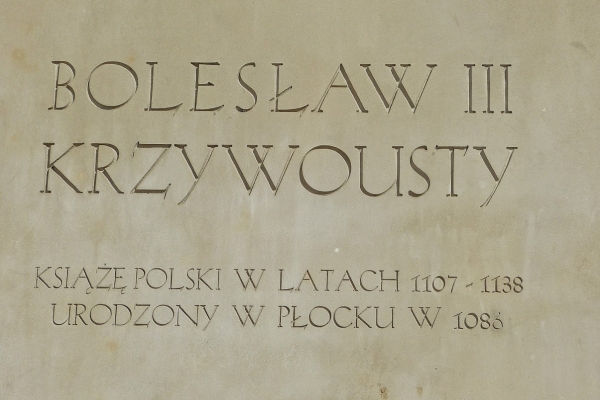 BOLESŁAW III
KRZYWOUSTY
KSIĄŻĘ POLSKI W LATACH 1107 - 1138
URODZONY W PŁOCKU W 1086